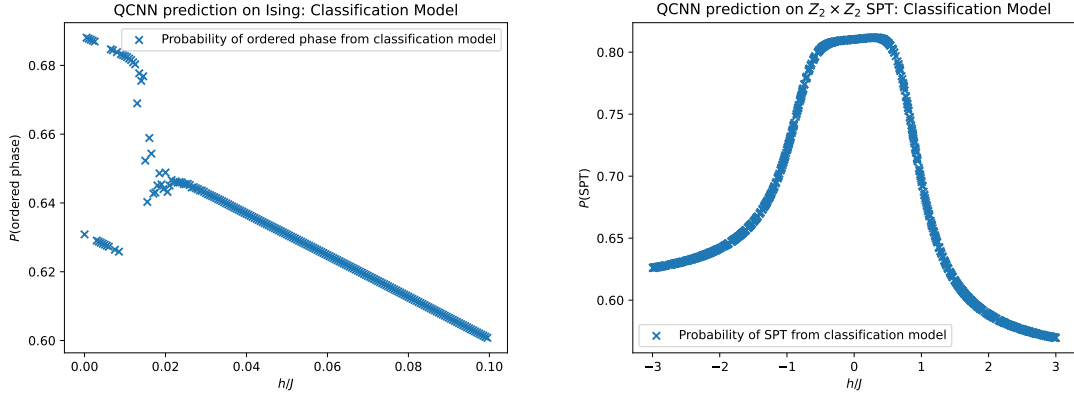 QCNN prediction on Ising: Classification Model
Probability of ordered phase from classification model
P(ordered phase)
0.68
0.66
0.64
0.62
0.60
0.00
0.02
0.04
0.06
0.08
0.10
h/J
QCNN prediction on Z₂ × Z₂ SPT: Classification Model
P(SPT)
0.80
0.75
0.70
0.65
0.60
Probability of SPT from classification model
−3
−2
−1
0
1
2
3
h/J